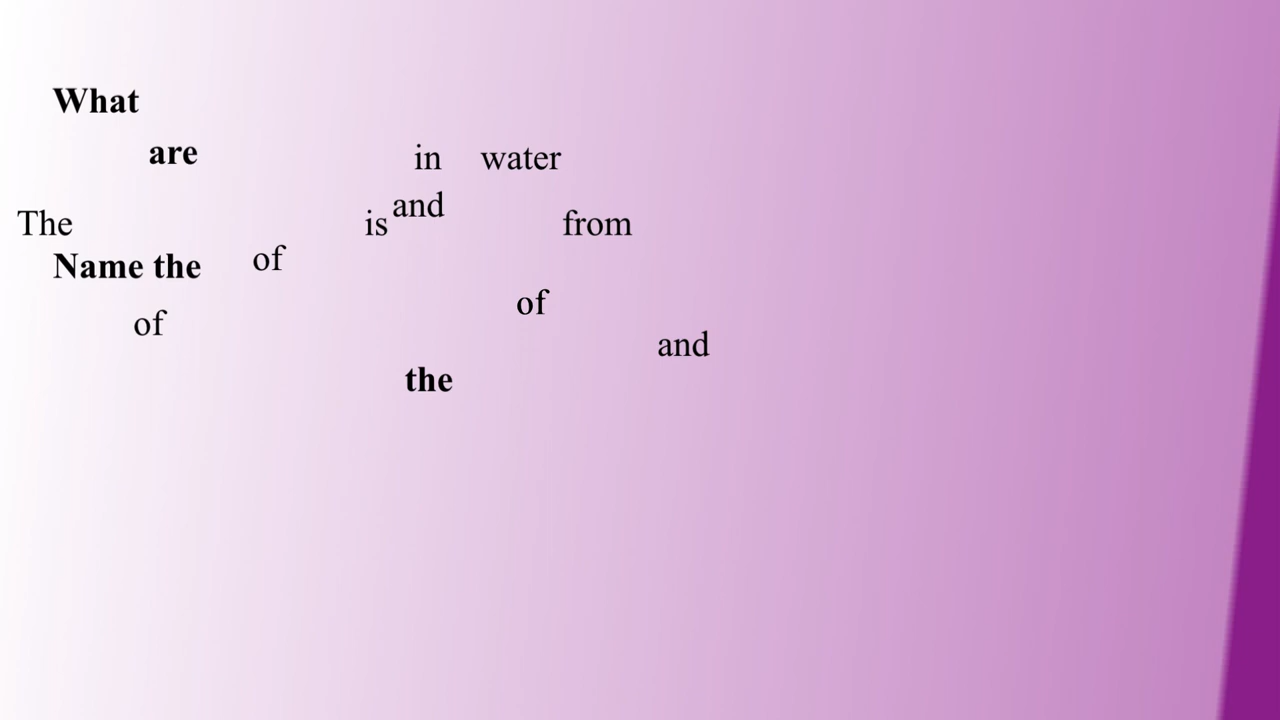 What
are
in water
and
The is from
Name the of
of
of
and
the